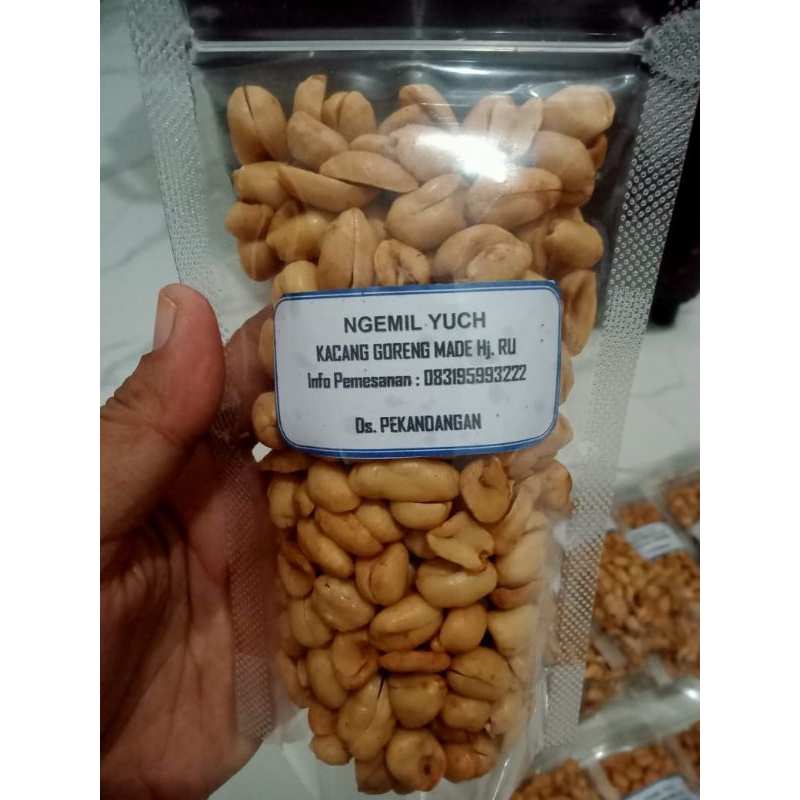 NGEMIL YUCH
KACANG GORENG MADE Hj. RU
Info Pemesanan : 083195993222
Ds. PEKANDANGAN